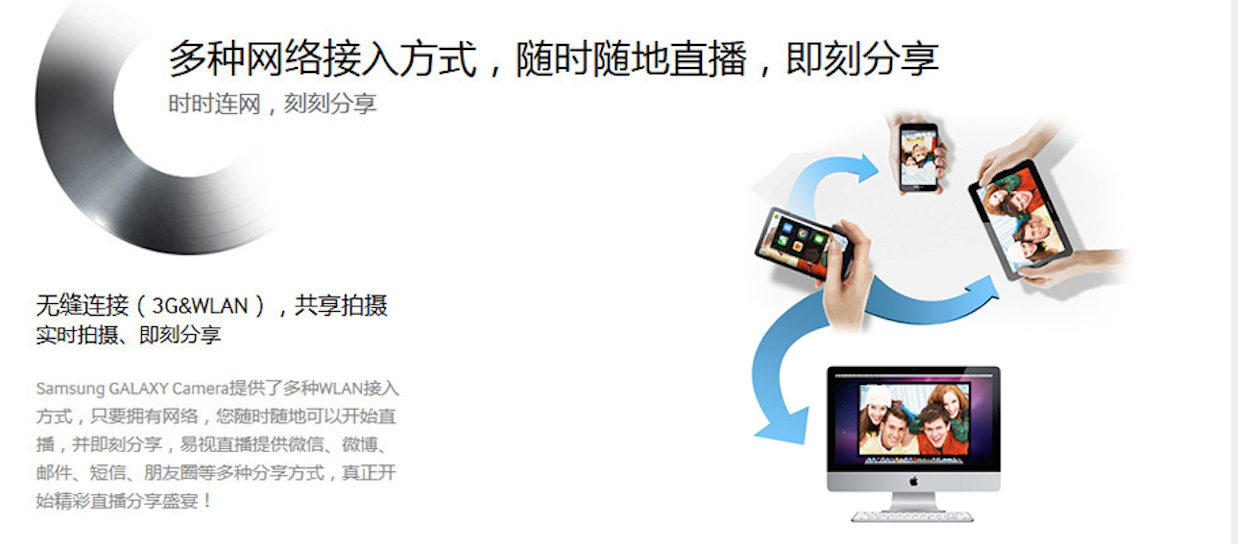 多种网络接入方式，随时随地直播，即刻分享
时时连网，刻刻分享
无缝连接（3G&WLAN），共享拍摄
实时拍摄、即刻分享
Samsung GALAXY Camera提供了多种WLAN接入
方式，只要拥有网络，您随时随地可以开始直
播，并即刻分享，易视直播提供微信、微博、
邮件、短信、朋友圈等多种分享方式，真正开
始精彩直播分享盛宴！